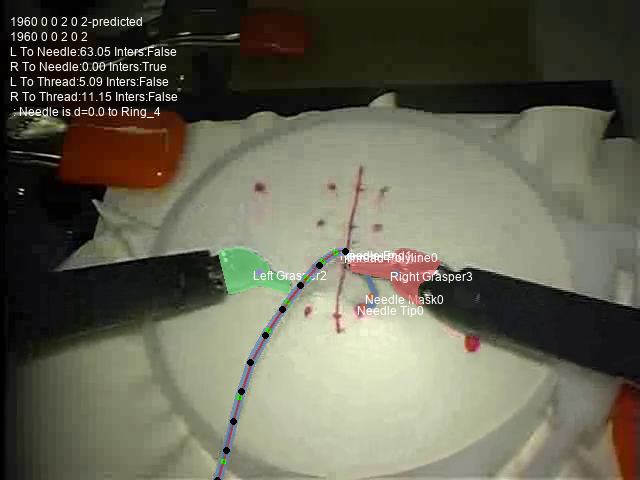 1960 0 0 2 0 2-predicted
1960 0 0 2 0 2
L To Needle:63.05 Inters:False
R To Needle:0.00 Inters:True
L To Thread:5.09 Inters:False
R To Thread:11.15 Inters:False
: Needle is d=0.0 to Ring_4
Left Grasper2
Right Grasper3
Needle Mask0
Needle Tip0